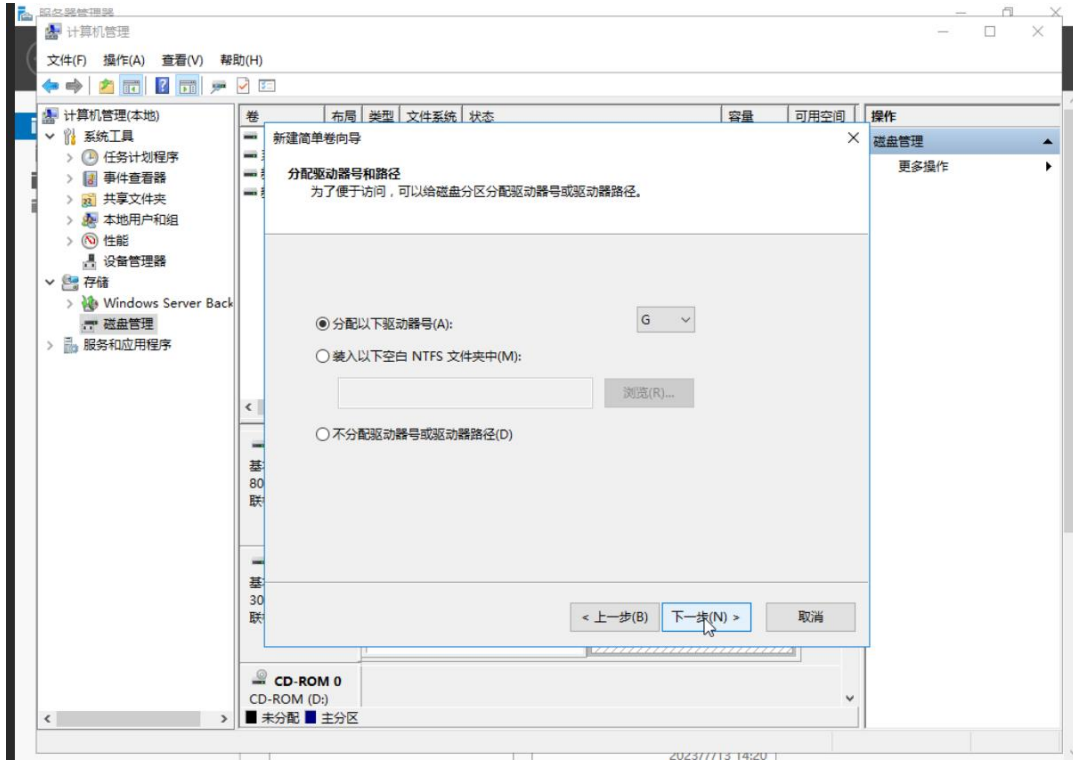 服务器管理器
计算机管理
文件(F) 操作(A) 查看(V) 帮助(H)
计算机管理(本地)
系统工具
任务计划程序
事件查看器
共享文件夹
本地用户和组
性能
设备管理器
存储
Windows Server Back
磁盘管理
服务和应用程序
卷 布局 类型 文件系统 状态 容量 可用空间
操作
磁盘管理
更多操作
新建简单卷向导
分配驱动器号和路径
为了便于访问，可以给磁盘分区分配驱动器号或驱动器路径。
分配以下驱动器号(A): G
装入以下空白 NTFS 文件夹中(M):
浏览(R)...
不分配驱动器号或驱动器路径(D)
< 上一步(B) 下一步(N) > 取消
基
80
联
基
30
联
CD-ROM 0
CD-ROM (D:)
未分配 主分区
2023/7/13 14:20